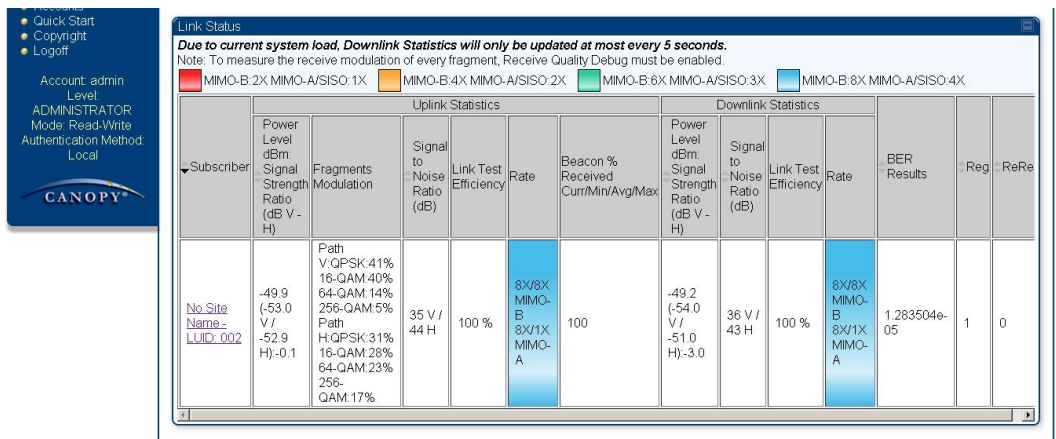 Accounts
Quick Start
Copyright
Logoff
Account: admin
Level:
ADMINISTRATOR
Mode: Read-Write
Authentication Method:
Local
CANOPY
Link Status
Due to current system load, Downlink Statistics will only be updated at most every 5 seconds.
Note: To measure the receive modulation of every fragment, Receive Quality Debug must be enabled.
MIMO-B:2X MIMO-A/SISO:1X MIMO-B:4X MIMO-A/SISO:2X MIMO-B:6X MIMO-A/SISO:3X MIMO-B:8X MIMO-A/SISO:4X
Uplink Statistics
Downlink Statistics
Subscriber
Power
Level
dBm:
Signal
Strength
Ratio
(dB V -
H)
Fragments
Modulation
Signal
to
Noise
Ratio
(dB)
Link Test
Efficiency
Rate
Beacon %
Received
Curr/Min/Avg/Max
Power
Level
dBm:
Signal
Strength
Ratio
(dB V -
H)
Signal
to
Noise
Ratio
(dB)
Link Test
Efficiency
Rate
BER
Results
Reg
ReRe
No Site
Name -
LUID: 002
-49.9
(-53.0
V /
-52.9
H):-0.1
Path
V:QPSK:41%
16-QAM:40%
64-QAM:14%
256-QAM:5%
Path
H:QPSK:31%
16-QAM:28%
64-QAM:23%
256-
QAM:17%
35 V /
44 H
100 %
8X/8X
MIMO-
B
8X/1X
MIMO-
A
100
-49.2
(-54.0
V /
-51.0
H):-3.0
36 V /
43 H
100 %
8X/8X
MIMO-
B
8X/1X
MIMO-
A
1.283504e-
05
1
0